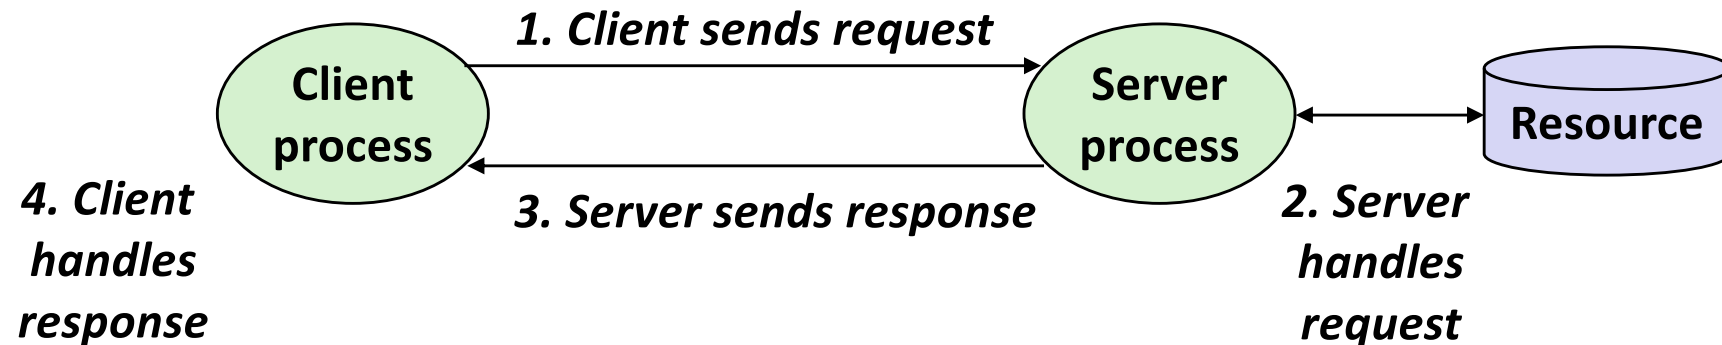 1. Client sends request
Client
process
Server
process
Resource
4. Client
handles
response
3. Server sends response
2. Server
handles
request